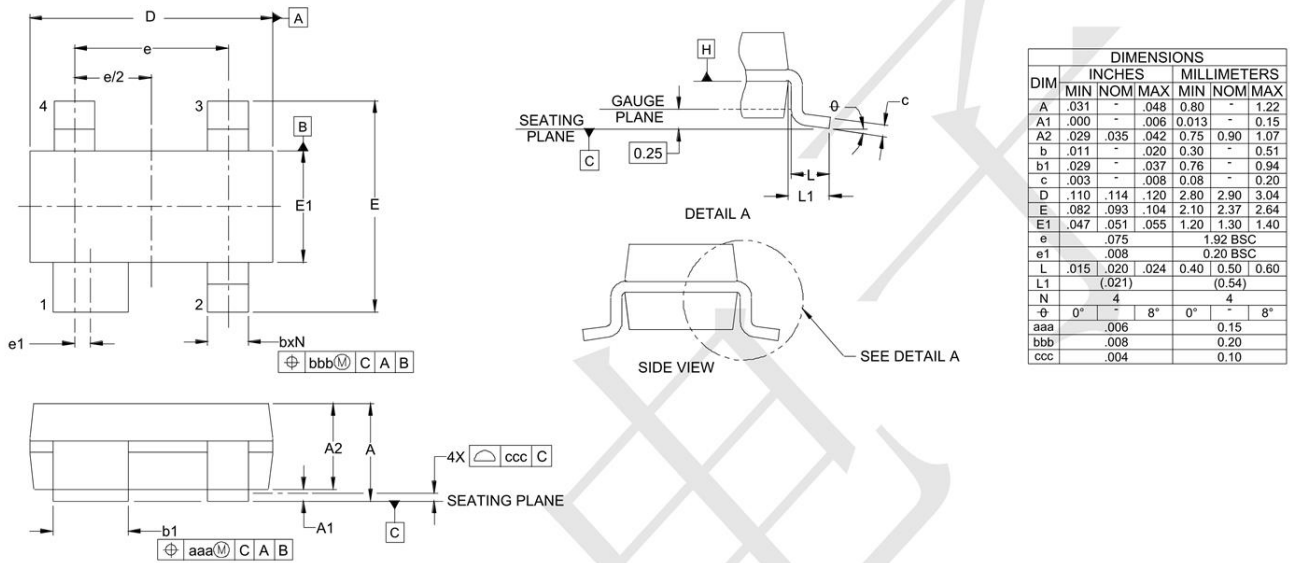 D
A
e
e/2
4
3
B
E1
E
1
2
e1
bxN
⌖ bbbⓂ C A B
H
GAUGE
PLANE
SEATING
PLANE
C
0.25
θ
c
L
L1
DETAIL A
SIDE VIEW
SEE DETAIL A
A2
A
4X ⌓ ccc C
SEATING PLANE
A1
C
b1
⌖ aaaⓂ C A B
DIMENSIONS
DIM INCHES MILLIMETERS
MIN NOM MAX MIN NOM MAX
A .031 - .048 0.80 - 1.22
A1 .000 - .006 0.013 - 0.15
A2 .029 .035 .042 0.75 0.90 1.07
b .011 - .020 0.30 - 0.51
b1 .029 - .037 0.76 - 0.94
c .003 - .008 0.08 - 0.20
D .110 .114 .120 2.80 2.90 3.04
E .082 .093 .104 2.10 2.37 2.64
E1 .047 .051 .055 1.20 1.30 1.40
e .075 1.92 BSC
e1 .008 0.20 BSC
L .015 .020 .024 0.40 0.50 0.60
L1 (.021) (0.54)
N 4 4
θ 0° - 8° 0° - 8°
aaa .006 0.15
bbb .008 0.20
ccc .004 0.10